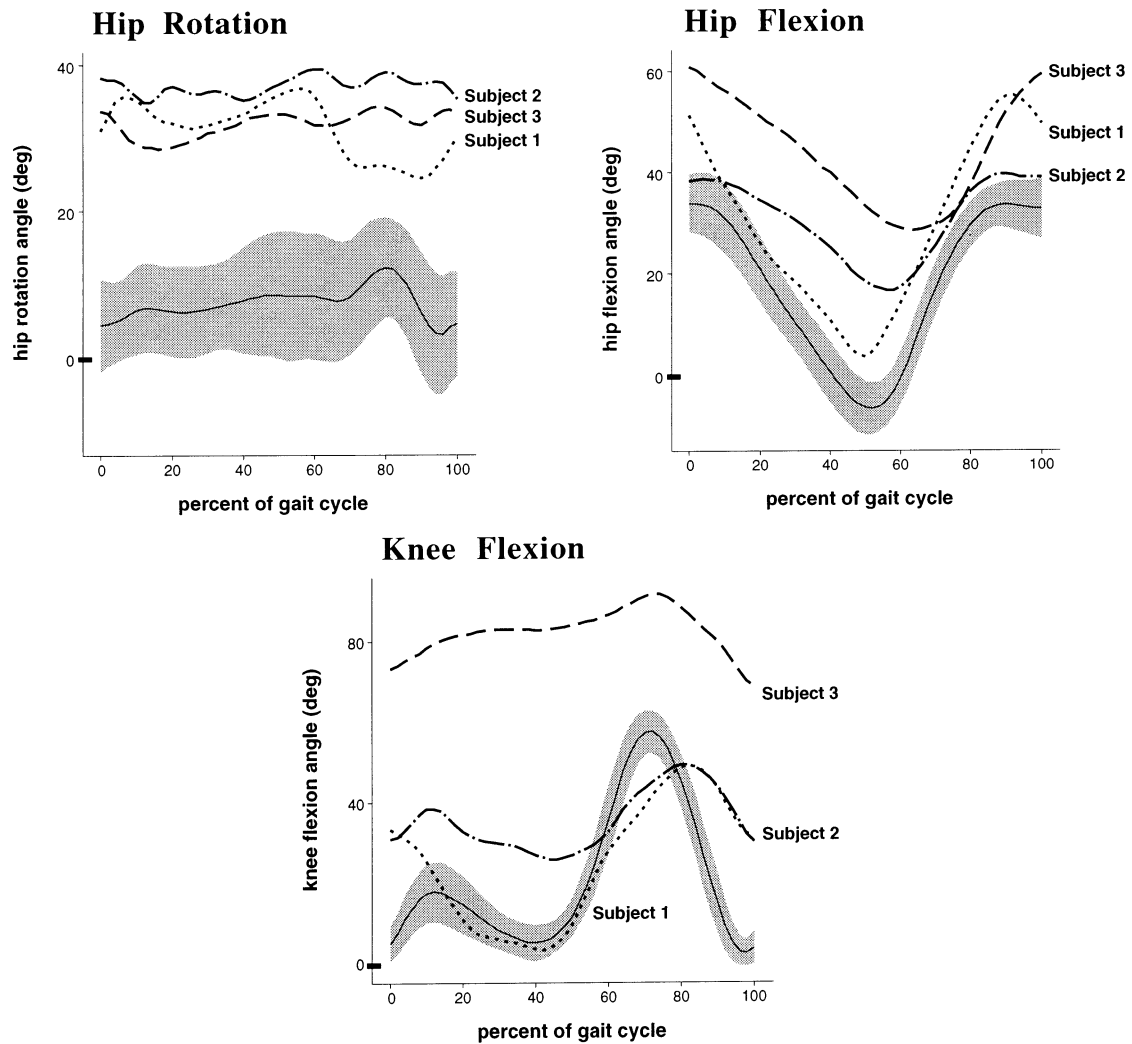 Hip Rotation
40
20
0
hip rotation angle (deg)
Subject 2
Subject 3
Subject 1
0 20 40 60 80 100
percent of gait cycle
Hip Flexion
60
40
20
0
hip flexion angle (deg)
Subject 3
Subject 1
Subject 2
0 20 40 60 80 100
percent of gait cycle
Knee Flexion
80
40
0
knee flexion angle (deg)
Subject 3
Subject 2
Subject 1
0 20 40 60 80 100
percent of gait cycle